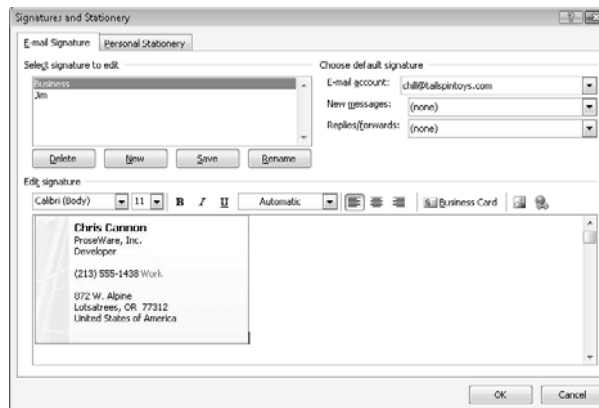 Signatures and Stationery
E-mail Signature
Personal Stationery
Select signature to edit
Business
Jim
Delete
New
Save
Rename
Choose default signature
E-mail account:
chill@tailspintoys.com
New messages:
(none)
Replies/forwards:
(none)
Edit signature
Calibri (Body)
11
B
I
U
Automatic
Business Card
Chris Cannon
ProseWare, Inc.
Developer
(213) 555-1438 Work
872 W. Alpine
Lotsatrees, OR 77312
United States of America
OK
Cancel